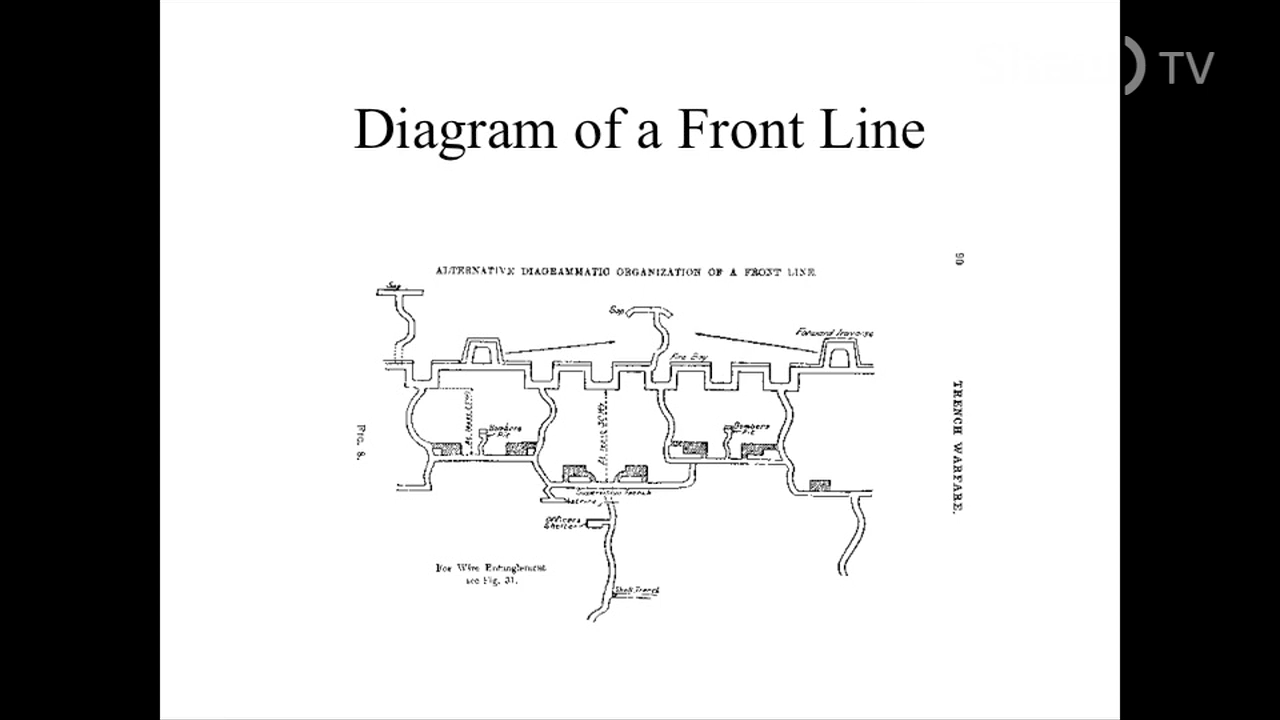 TV
Diagram of a Front Line
90
ALTERNATIVE DIAGRAMMATIC ORGANIZATION OF A FRONT LINE.
Sap
Sap
Forward traverse
Fire Bay
TRENCH WARFARE.
Bombers
Pit
Bombers
Pit
FIG. 8.
Supervision Trench
Latrine
Officers
Shelter
For Wire Entanglement
see Fig. 31.
Shell Trench